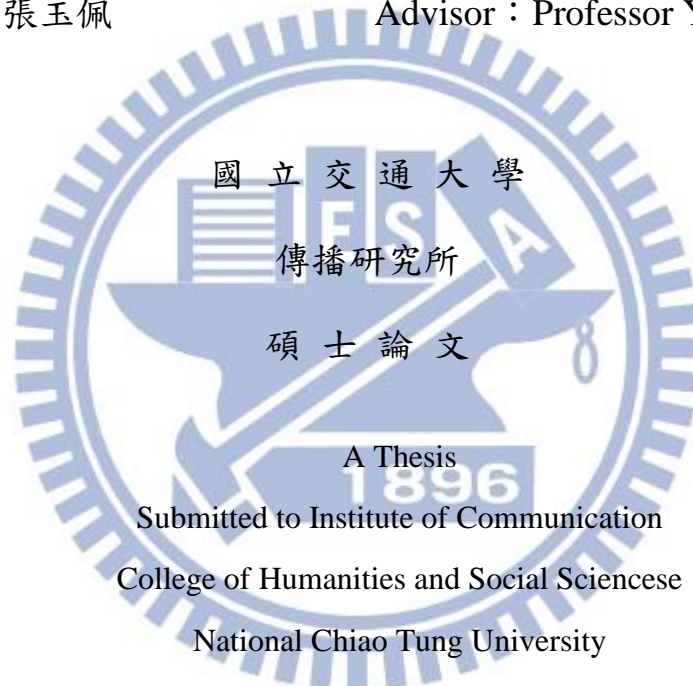 張玉佩 Advisor：Professor Y
國 立 交 通 大 學
傳播研究所
碩 士 論 文
E S A
A Thesis
1896
Submitted to Institute of Communication
College of Humanities and Social Sciencese
National Chiao Tung University